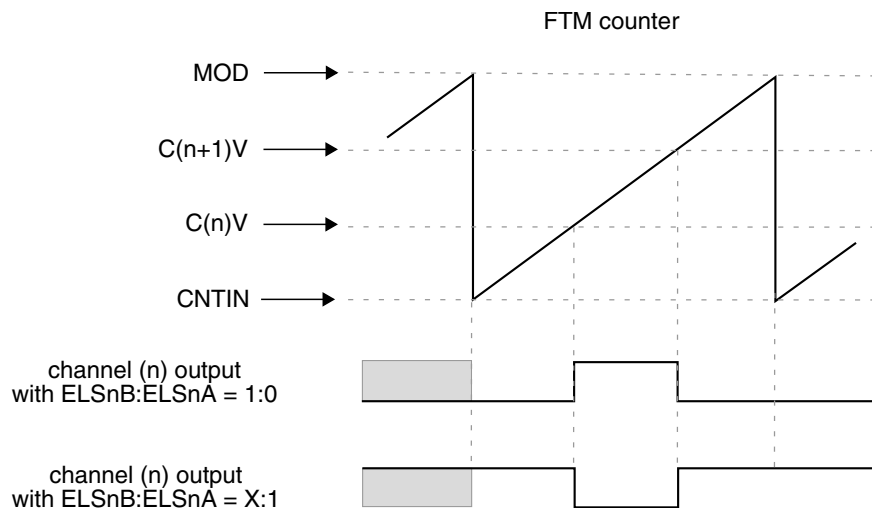 FTM counter
MOD
C(n+1)V
C(n)V
CNTIN
channel (n) output
with ELSnB:ELSnA = 1:0
channel (n) output
with ELSnB:ELSnA = X:1